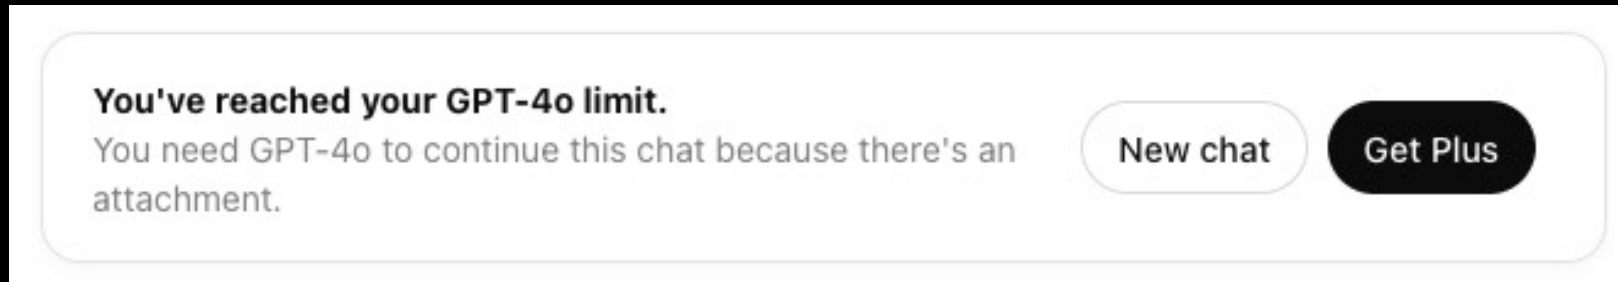 You've reached your GPT-4o limit.
You need GPT-4o to continue this chat because there's an
attachment.
New chat
Get Plus